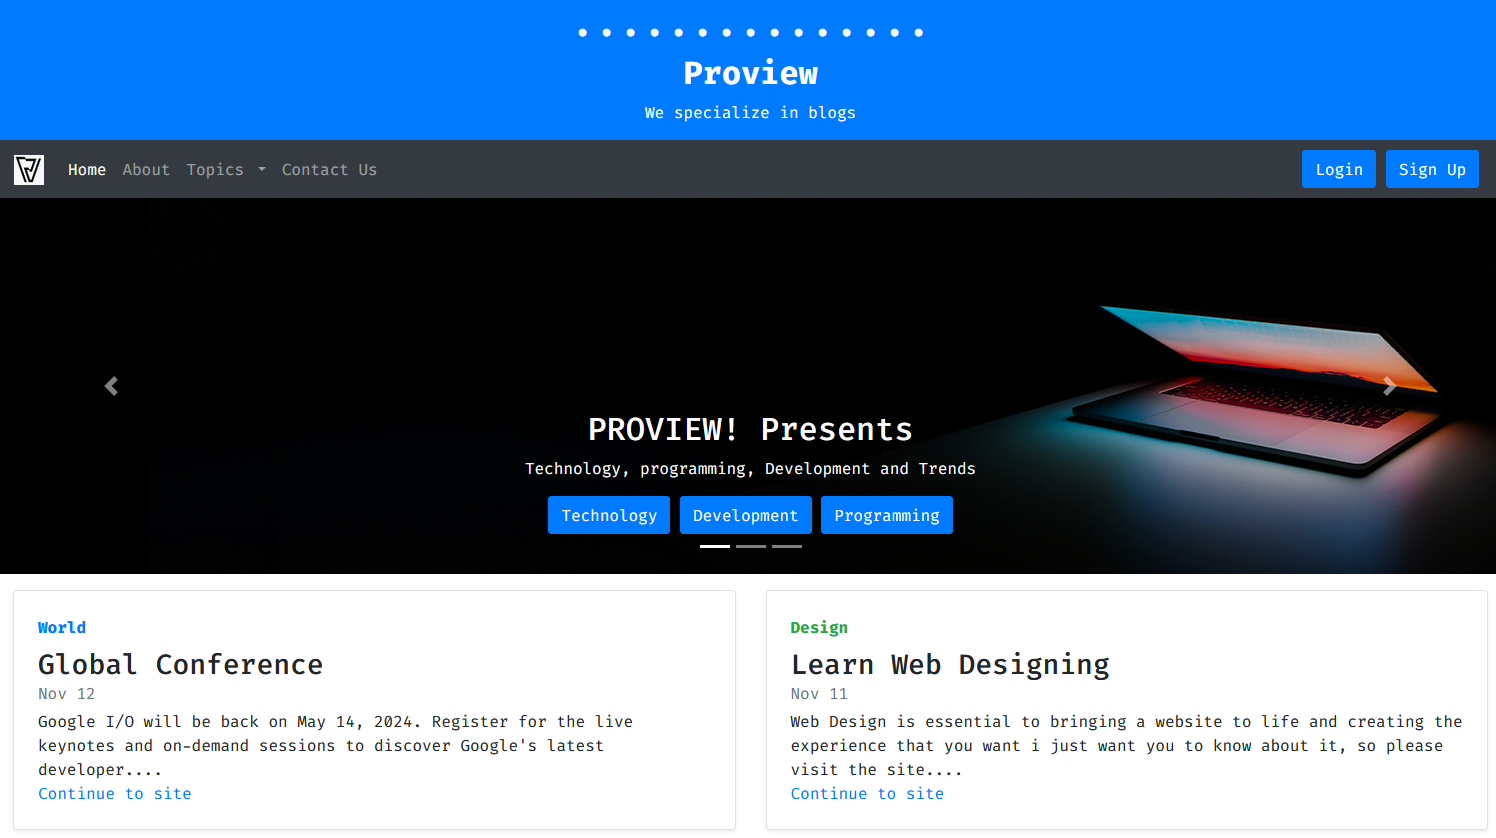 Proview
We specialize in blogs
Home About Topics Contact Us Login Sign Up
PROVIEW! Presents
Technology, programming, Development and Trends
Technology Development Programming
World
Global Conference
Nov 12
Google I/O will be back on May 14, 2024. Register for the live
keynotes and on-demand sessions to discover Google's latest
developer....
Continue to site
Design
Learn Web Designing
Nov 11
Web Design is essential to bringing a website to life and creating the
experience that you want i just want you to know about it, so please
visit the site....
Continue to site